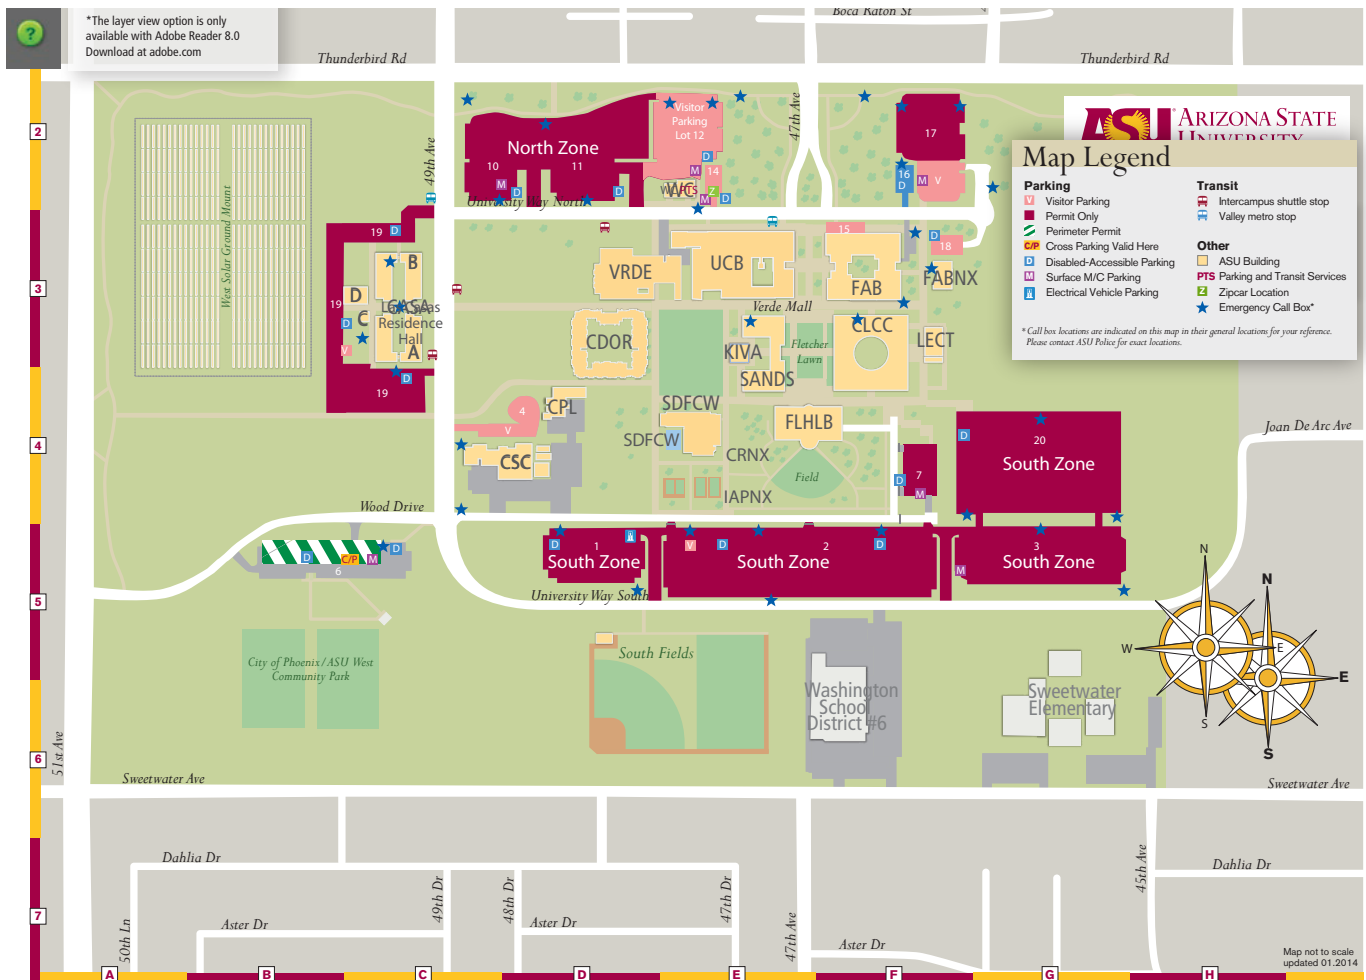 ?
*The layer view option is only
available with Adobe Reader 8.0
Download at adobe.com
Boca Raton St
Thunderbird Rd
Thunderbird Rd
49th Ave
47th Ave
2
3
4
5
6
7
ASU ARIZONA STATE
UNIVERSITY
Map Legend
Parking
V Visitor Parking
Permit Only
Perimeter Permit
C/P Cross Parking Valid Here
D Disabled-Accessible Parking
M Surface M/C Parking
Electrical Vehicle Parking
Transit
Intercampus shuttle stop
Valley metro stop
Other
ASU Building
PTS Parking and Transit Services
Z Zipcar Location
Emergency Call Box*
* Call box locations are indicated on this map in their general locations for your reference.
Please contact ASU Police for exact locations.
North Zone
10
11
M
D
D
Visitor
Parking
Lot 12
D
M
14
PTS
Z
M
D
17
16
D
M
V
University Way North
West Solar Ground Mount
19
D
B
D
19
C
D
V
A
CASA
Residence
Hall
D
19
VRDE
UCB
15
FAB
D
18
FABNX
Verde Mall
CDOR
KIVA
SANDS
Fletcher
Lawn
CLCC
LECT
4
V
CPL
CSC
SDFCW
SDFCW
CRNX
IAPNX
FLHLB
Field
7
D
M
D
20
South Zone
Joan De Arc Ave
Wood Drive
D
C/P
M
D
6
D
1
South Zone
V
D
2
D
South Zone
3
M
South Zone
University Way South
City of Phoenix/ASU West
Community Park
South Fields
Washington
School
District #6
Sweetwater
Elementary
N
W
E
S
N
E
S
51st Ave
Sweetwater Ave
Sweetwater Ave
Dahlia Dr
Dahlia Dr
50th Ln
Aster Dr
49th Dr
48th Dr
Aster Dr
47th Dr
47th Ave
Aster Dr
45th Ave
Map not to scale
updated 01.2014
A
B
C
D
E
F
G
H